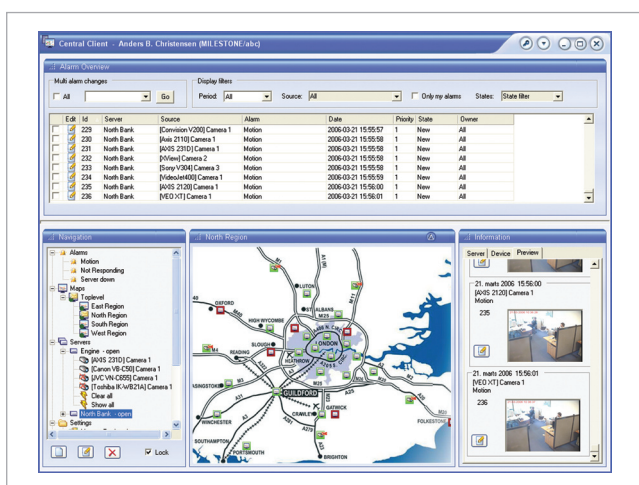 Central Client - Anders B. Christensen (MILESTONE/abc)
Alarm Overview
Multi alarm changes
Display filters
All Go Period: All Source: All Only my alarms States: State filter
Edit Id Server Source Alarm Date Priority State Owner
229 North Bank [Convision V200] Camera 1 Motion 2006-03-21 15:55:57 1 New All
230 North Bank [Axis 2110] Camera 1 Motion 2006-03-21 15:55:58 1 New All
231 North Bank [AXIS 231D] Camera 1 Motion 2006-03-21 15:55:58 1 New All
232 North Bank [XView] Camera 2 Motion 2006-03-21 15:55:58 1 New All
233 North Bank [Sony V304] Camera 3 Motion 2006-03-21 15:55:58 1 New All
234 North Bank [VideoJet400] Camera 1 Motion 2006-03-21 15:55:59 1 New All
235 North Bank [AXIS 2120] Camera 1 Motion 2006-03-21 15:56:00 1 New All
236 North Bank [VEO XT] Camera 1 Motion 2006-03-21 15:56:01 1 New All
Navigation
Alarms
Motion
Not Responding
Server down
Maps
Toplevel
East Region
North Region
South Region
West Region
Servers
Engine - open
[AXIS 231D] Camera 1
[Canon VB-C50] Camera 1
[JVC VN-C655] Camera 1
[Toshiba IK-WB21A] Camera 1
Clear all
Show all
North Bank - open
Settings
Lock
North Region
LUTON
OXFORD
ST ALBANS
M25
HIGH WYCOMBE
SLOUGH
LONDON
READING
HEATHROW
BASINGSTOKE
M25
GUILDFORD
GATWICK
CRAWLEY
WINCHESTER
FOLKESTONE
SOUTHAMPTON
PORTSMOUTH
BRIGHTON
Information
Server Device Preview
21. marts 2006 15:56:00
[AXIS 2120] Camera 1
Motion
235
21. marts 2006 15:56:01
[VEO XT] Camera 1
Motion
236